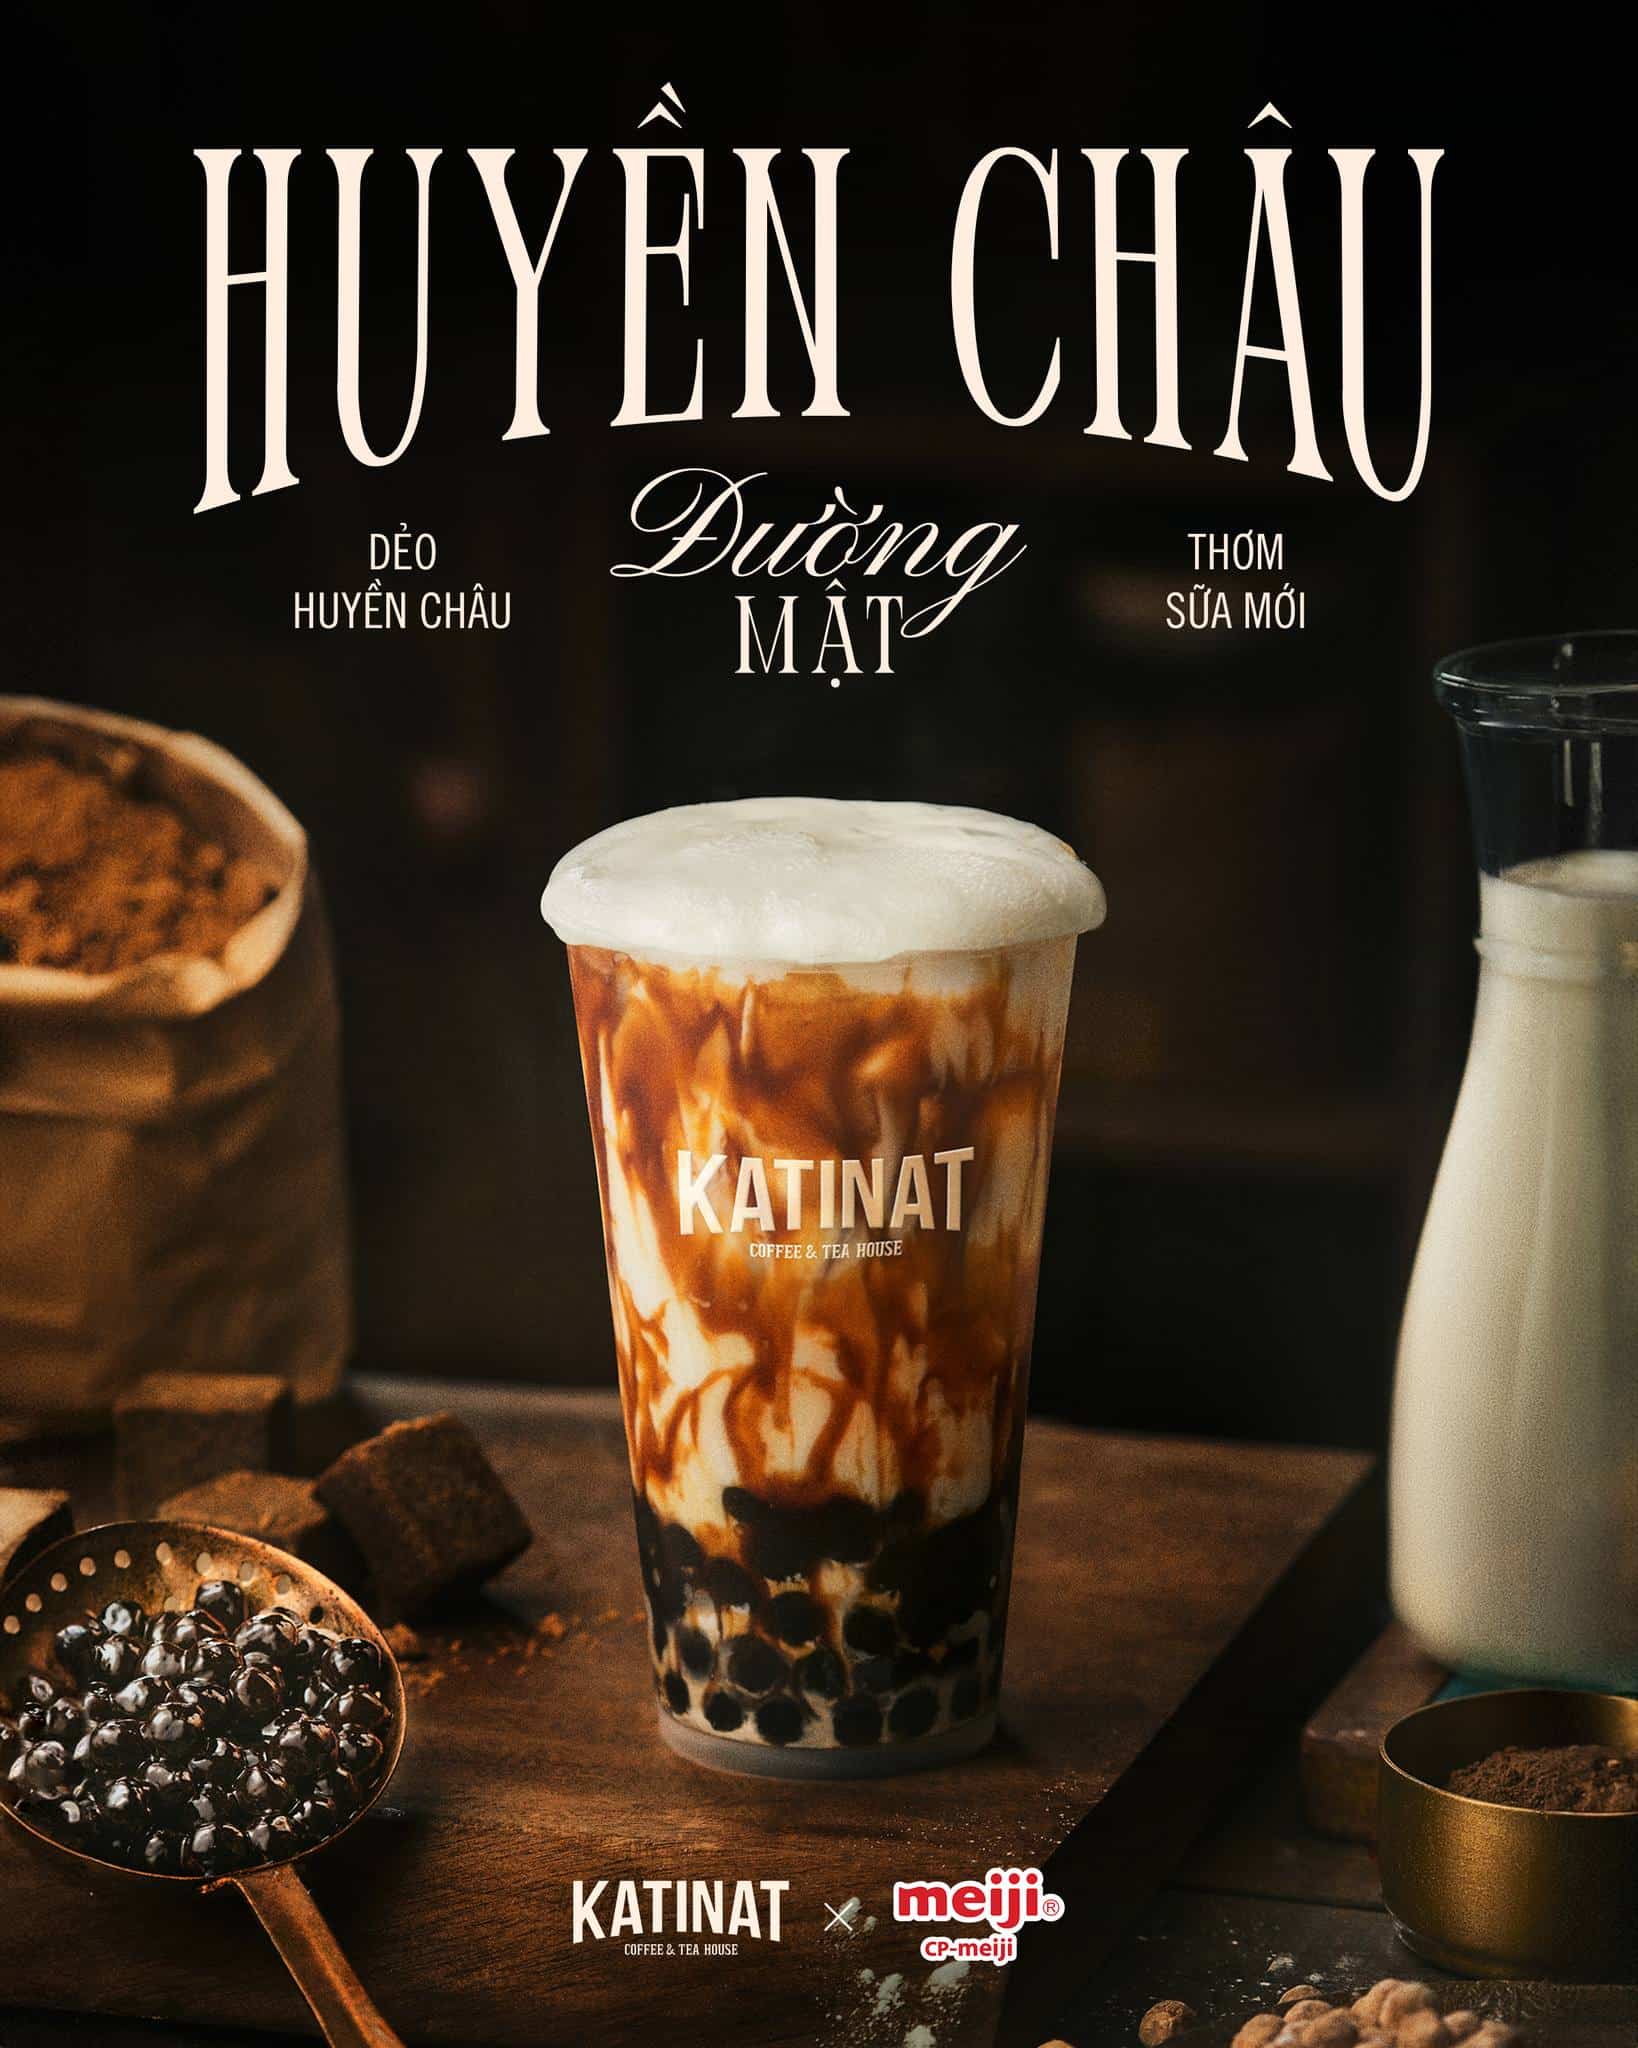 HUYỀN CHÂU
Đường
MẬT
DẺO
HUYỀN CHÂU
THƠM
SỮA MỚI
KATINAT
COFFEE & TEA HOUSE
KATINAT
COFFEE & TEA HOUSE
×
meiji®
CP-meiji